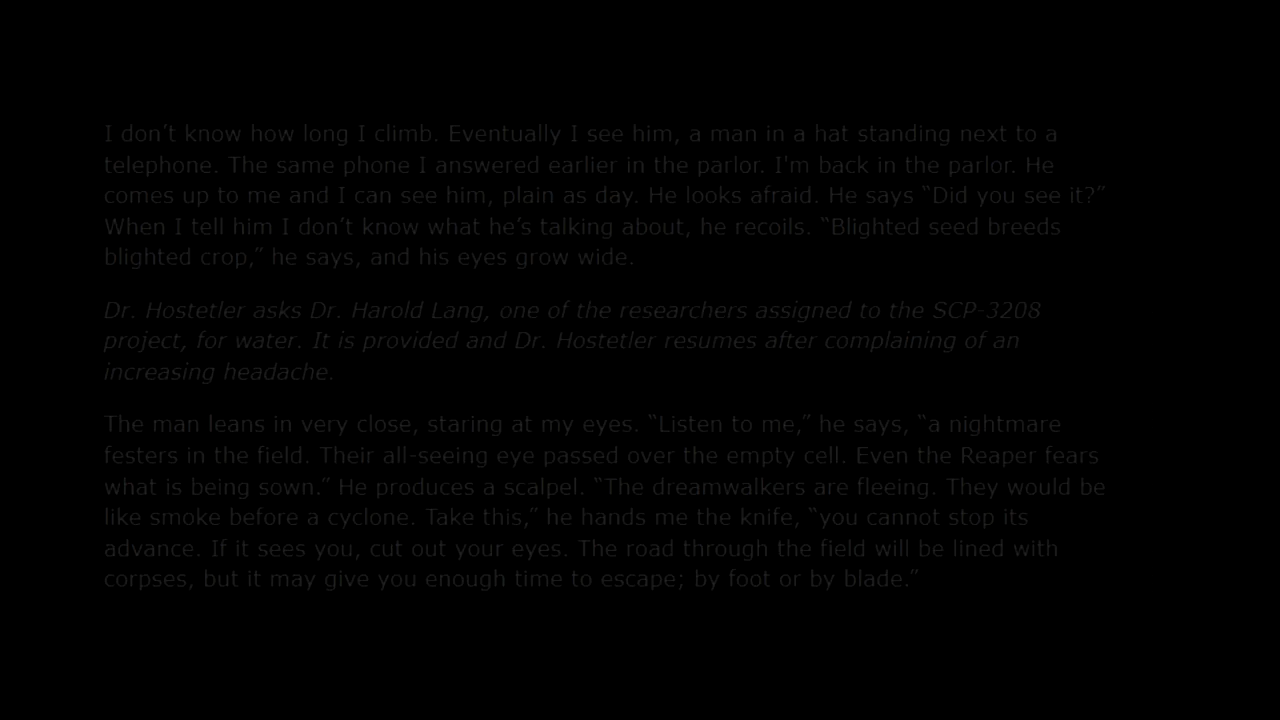 I don’t know how long I climb. Eventually I see him, a man in a hat standing next to a
telephone. The same phone I answered earlier in the parlor. I'm back in the parlor. He
comes up to me and I can see him, plain as day. He looks afraid. He says “Did you see it?”
When I tell him I don’t know what he’s talking about, he recoils. “Blighted seed breeds
blighted crop,” he says, and his eyes grow wide.
Dr. Hostetler asks Dr. Harold Lang, one of the researchers assigned to the SCP-3208
project, for water. It is provided and Dr. Hostetler resumes after complaining of an
increasing headache.
The man leans in very close, staring at my eyes. “Listen to me,” he says, “a nightmare
festers in the field. Their all-seeing eye passed over the empty cell. Even the Reaper fears
what is being sown.” He produces a scalpel. “The dreamwalkers are fleeing. They would be
like smoke before a cyclone. Take this,” he hands me the knife, “you cannot stop its
advance. If it sees you, cut out your eyes. The road through the field will be lined with
corpses, but it may give you enough time to escape; by foot or by blade.”